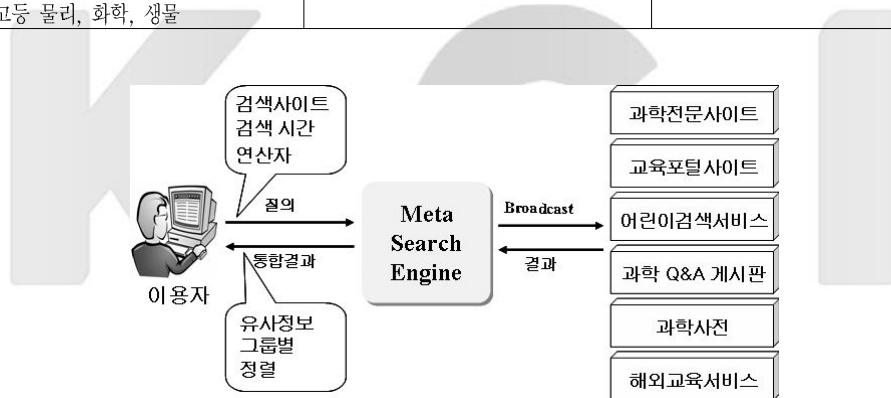 고등 물리, 화학, 생물
검색사이트
검색 시간
연산자
질의
통합결과
이용자
유사정보
그룹별
정렬
Meta
Search
Engine
Broadcast
결과
과학전문사이트
교육포털사이트
어린이검색서비스
과학 Q&A 게시판
과학사전
해외교육서비스